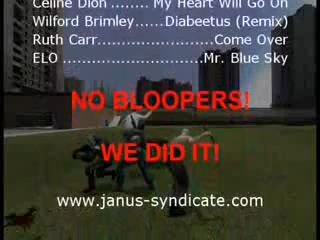 Celine Dion ........ My Heart Will Go On
Wilford Brimley......Diabeetus (Remix)
Ruth Carr........................Come Over
ELO .............................Mr. Blue Sky
NO BLOOPERS!
WE DID IT!
www.janus-syndicate.com